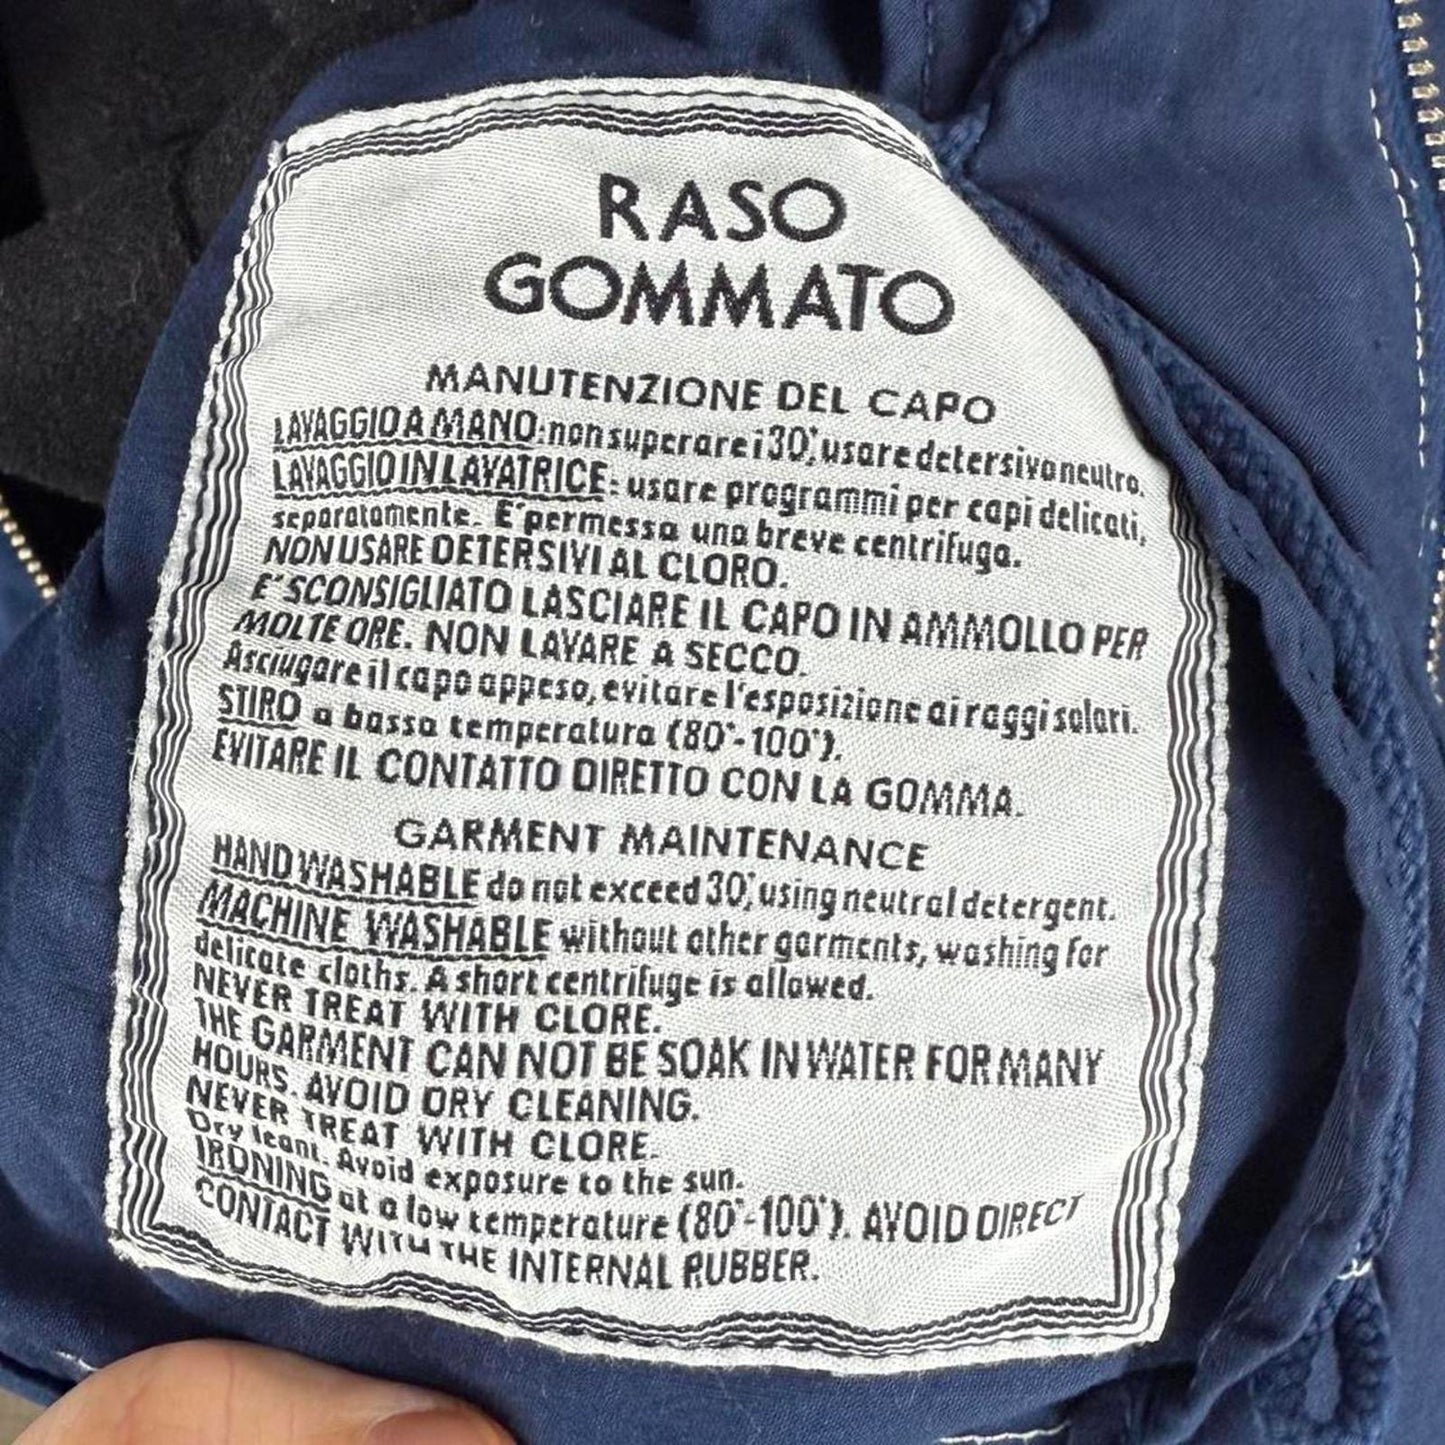 RASO
GOMMATO
MANUTENZIONE DEL CAPO
LAVAGGIO A MANO: non superare i 30°, usare detersivo neutro.
LAVAGGIO IN LAVATRICE: usare programmi per capi delicati,
separatamente. E' permessa una breve centrifuga.
NON USARE DETERSIVI AL CLORO.
E' SCONSIGLIATO LASCIARE IL CAPO IN AMMOLLO PER
MOLTE ORE. NON LAVARE A SECCO.
Asciugare il capo appeso, evitare l'esposizione ai raggi solari.
STIRO a bassa temperatura (80°-100°).
EVITARE IL CONTATTO DIRETTO CON LA GOMMA.
GARMENT MAINTENANCE
HAND WASHABLE do not exceed 30°, using neutral detergent.
MACHINE WASHABLE without other garments, washing for
delicate cloths. A short centrifuge is allowed.
NEVER TREAT WITH CLORE.
THE GARMENT CAN NOT BE SOAK IN WATER FOR MANY
HOURS. AVOID DRY CLEANING.
NEVER TREAT WITH CLORE.
Dry leant. Avoid exposure to the sun.
IRONING at a low temperature (80°-100°). AVOID DIRECT
CONTACT WITH THE INTERNAL RUBBER.